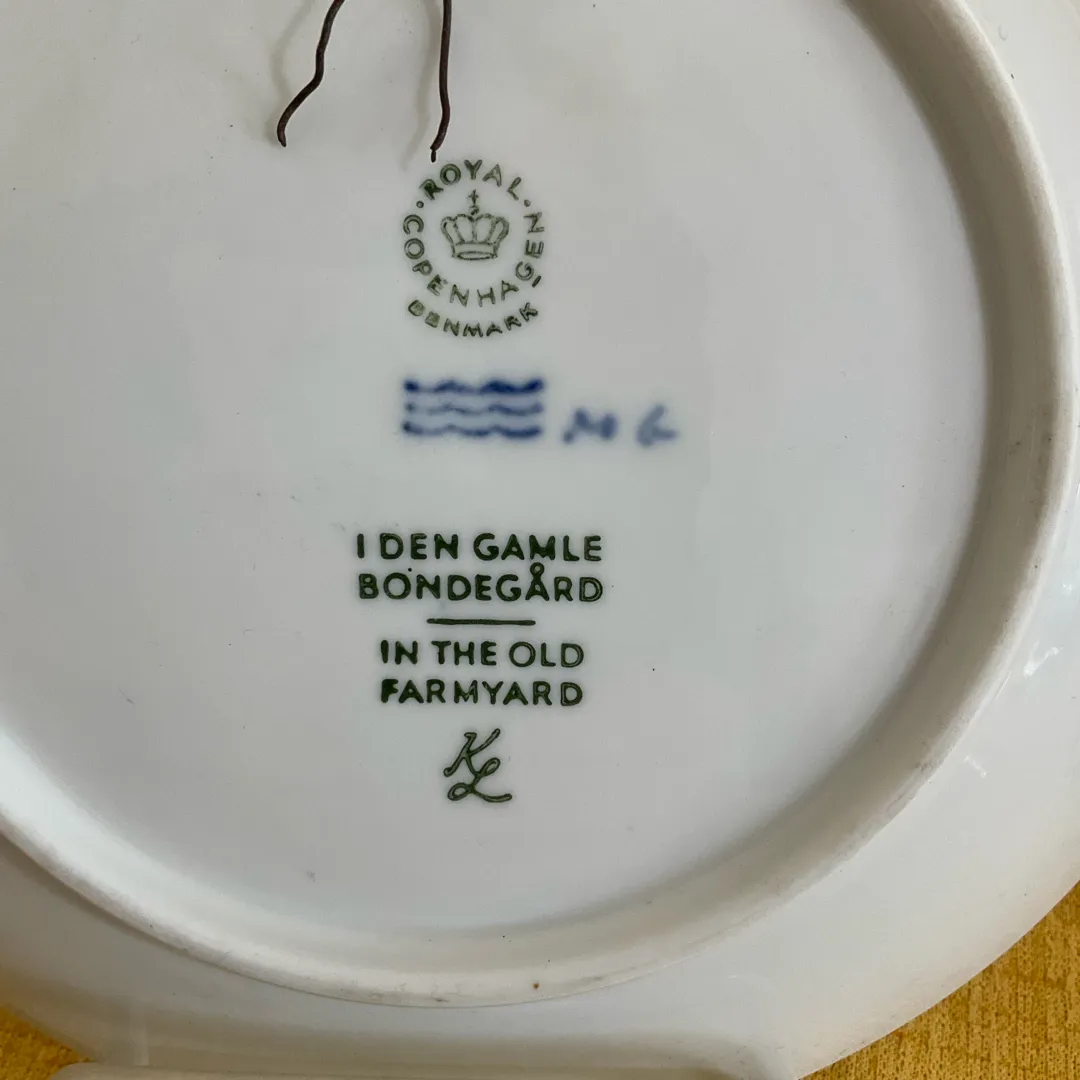 ROYAL
COPENHAGEN
DENMARK
I DEN GAMLE
BONDEGÅRD
IN THE OLD
FARMYARD
KL